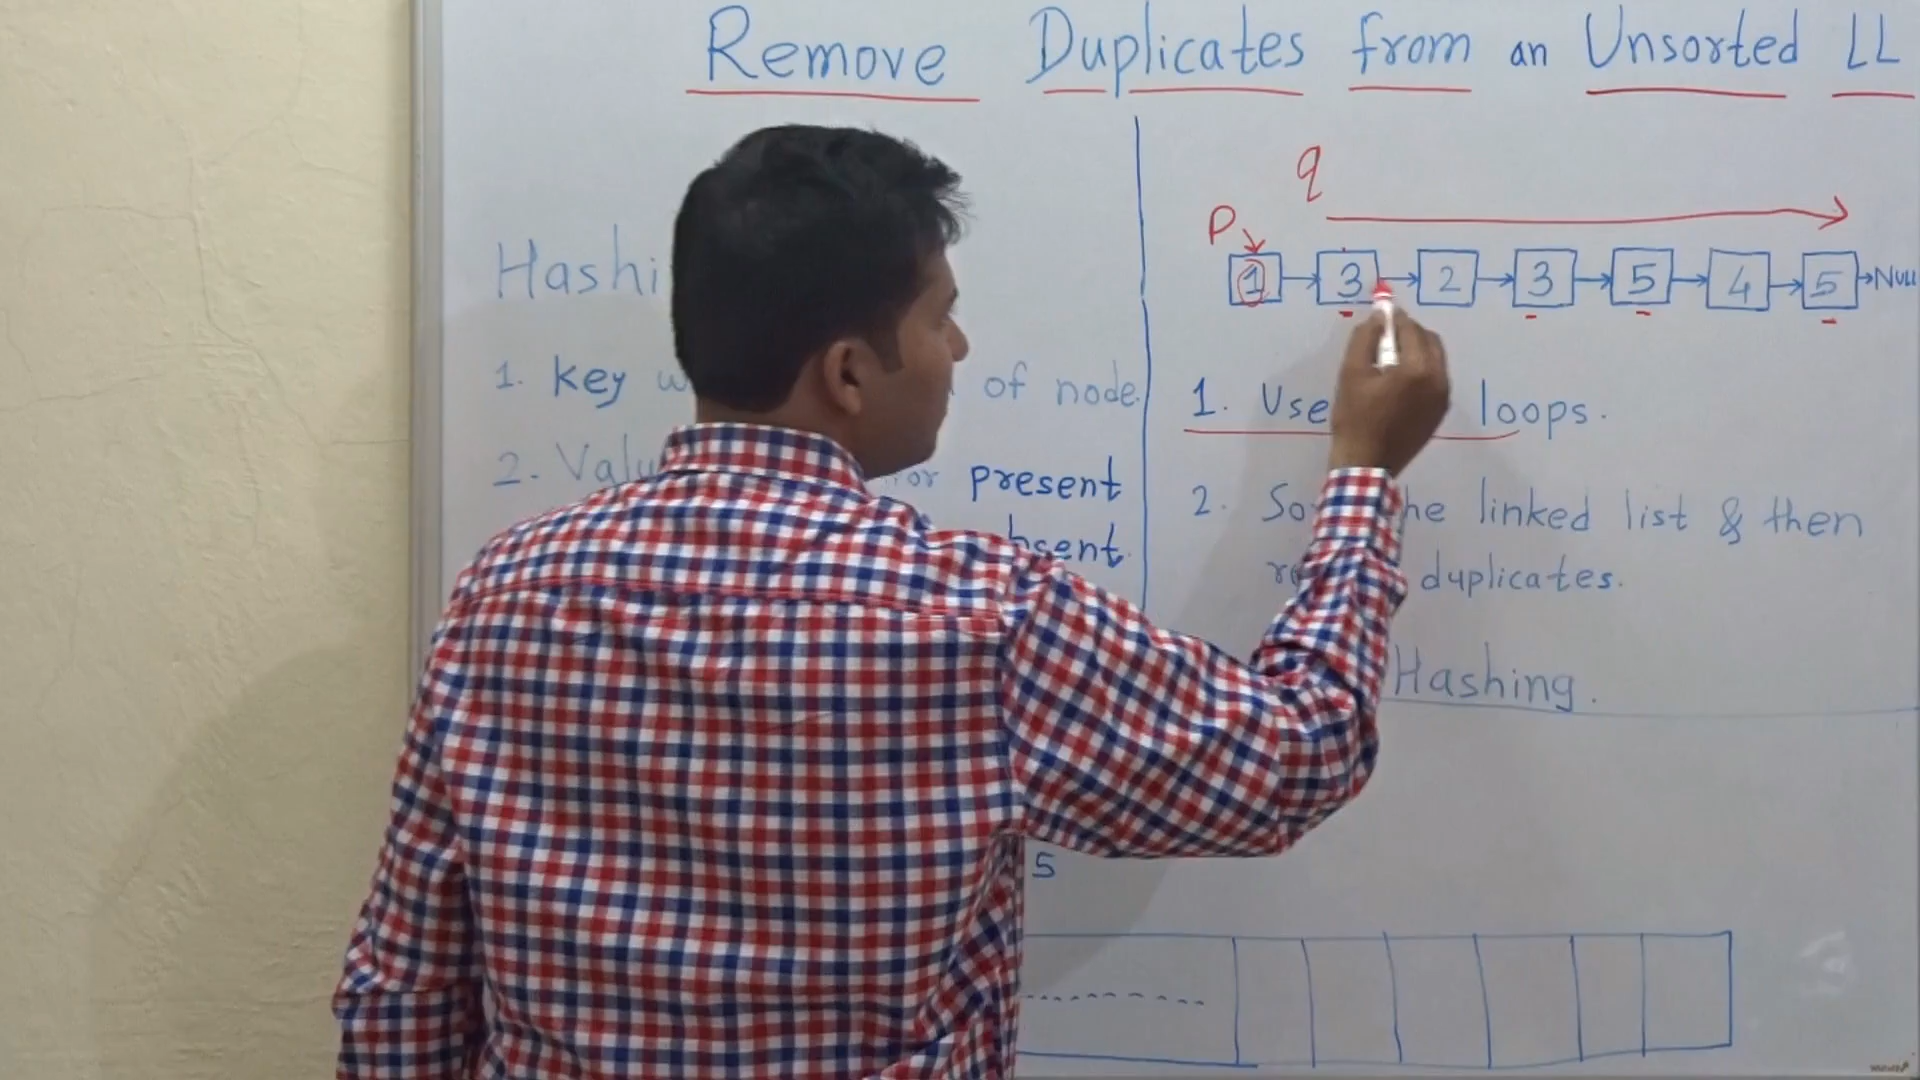 Remove Duplicates from an Unsorted LL
Hashi
1. key of node.
2. Valu or present
bsent.
q
P
1 3 2 3 5 4 5 NULL
1. Use loops.
2. So he linked list & then
duplicates.
Hashing.
5